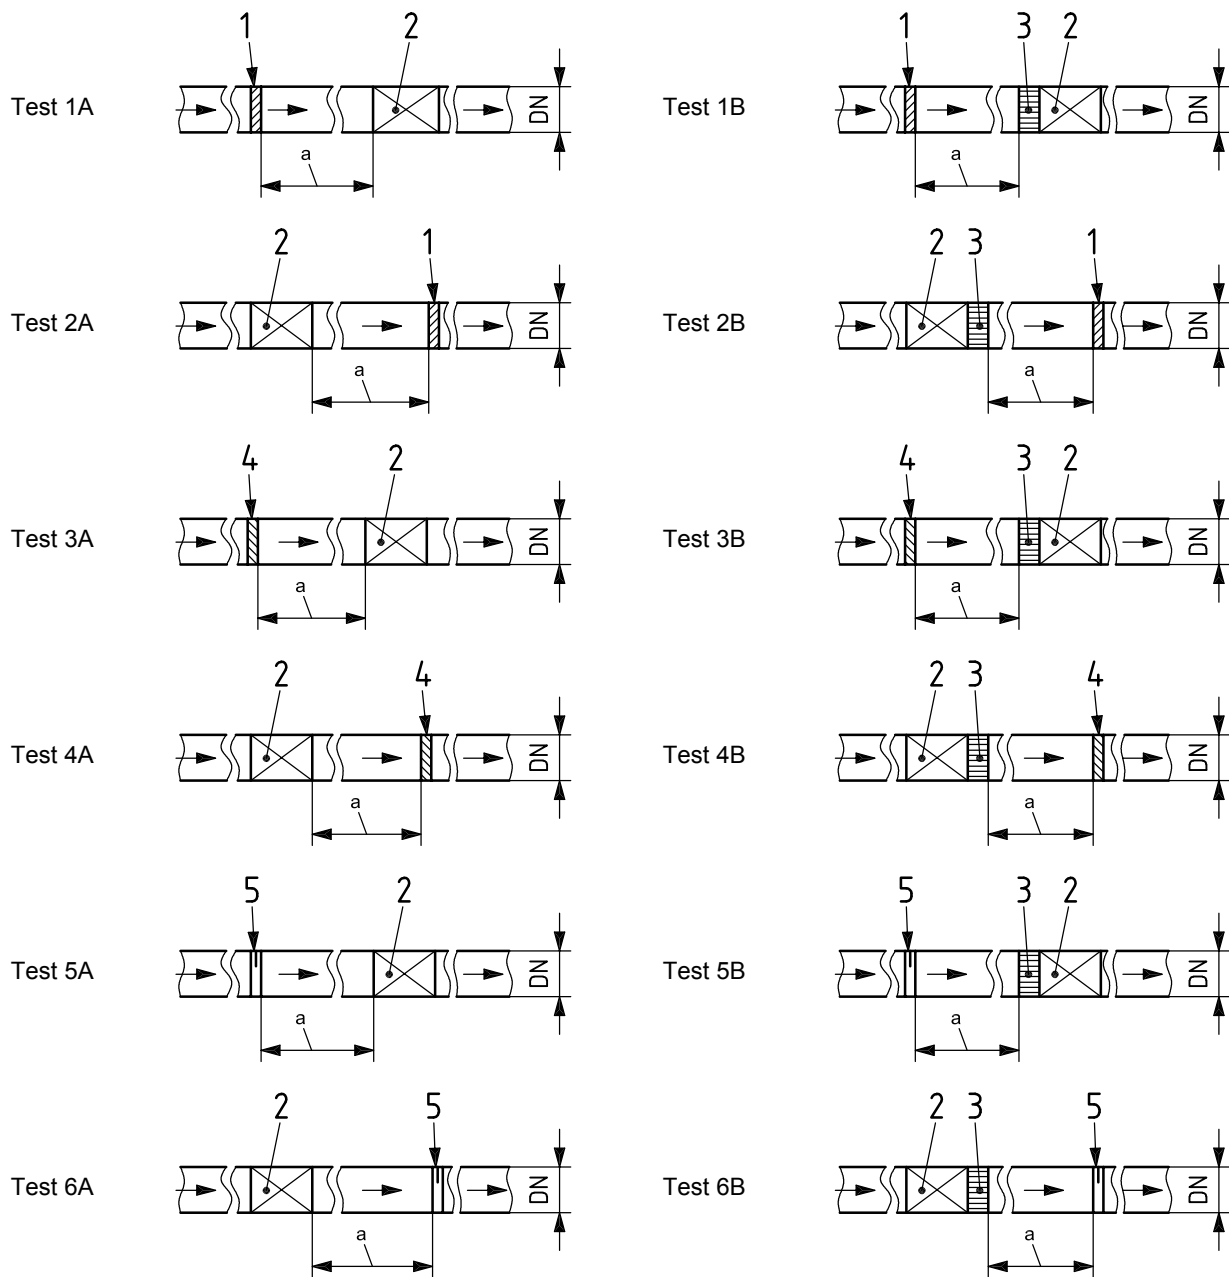 1 2 1 3 2
Test 1A DN Test 1B DN
a a
2 1 2 3 1
Test 2A DN Test 2B DN
a a
4 2 4 3 2
Test 3A DN Test 3B DN
a a
2 4 2 3 4
Test 4A DN Test 4B DN
a a
5 2 5 3 2
Test 5A DN Test 5B DN
a a
2 5 2 3 5
Test 6A DN Test 6B DN
a a